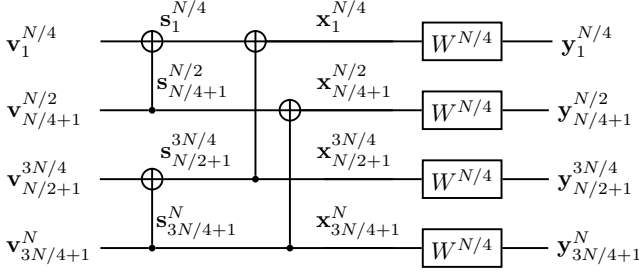 𝐯_1^{N/4} 𝐬_1^{N/4} 𝐱_1^{N/4} W^{N/4} 𝐲_1^{N/4}
𝐯_{N/4+1}^{N/2} 𝐬_{N/4+1}^{N/2} 𝐱_{N/4+1}^{N/2} W^{N/4} 𝐲_{N/4+1}^{N/2}
𝐯_{N/2+1}^{3N/4} 𝐬_{N/2+1}^{3N/4} 𝐱_{N/2+1}^{3N/4} W^{N/4} 𝐲_{N/2+1}^{3N/4}
𝐯_{3N/4+1}^{N} 𝐬_{3N/4+1}^{N} 𝐱_{3N/4+1}^{N} W^{N/4} 𝐲_{3N/4+1}^{N}